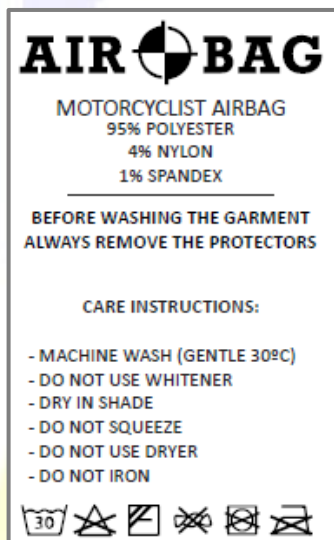 AIR BAG
MOTORCYCLIST AIRBAG
95% POLYESTER
4% NYLON
1% SPANDEX
BEFORE WASHING THE GARMENT
ALWAYS REMOVE THE PROTECTORS
CARE INSTRUCTIONS:
- MACHINE WASH (GENTLE 30ºC)
- DO NOT USE WHITENER
- DRY IN SHADE
- DO NOT SQUEEZE
- DO NOT USE DRYER
- DO NOT IRON
30